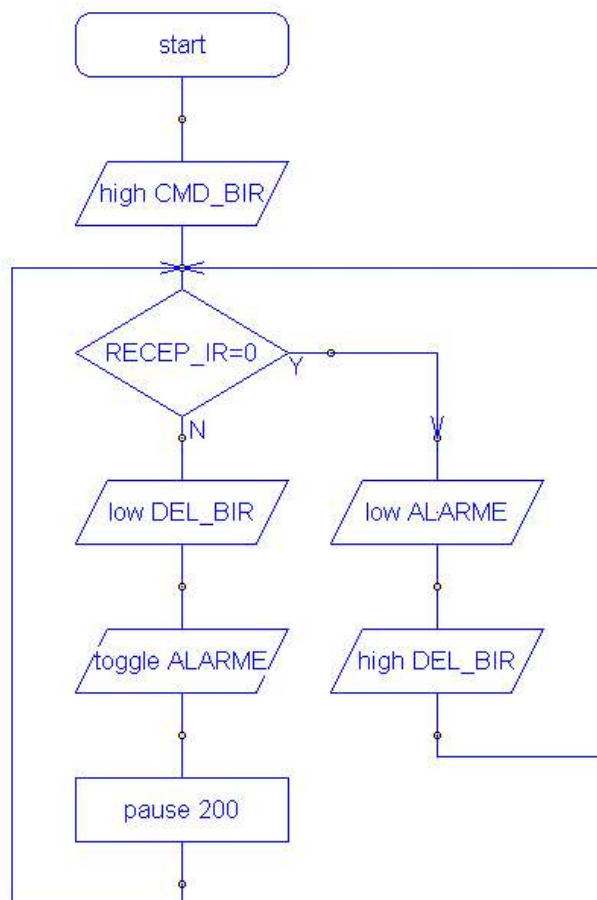 start
high CMD_BIR
RECEP_IR=0
Y
N
low DEL_BIR
low ALARME
toggle ALARME
high DEL_BIR
pause 200